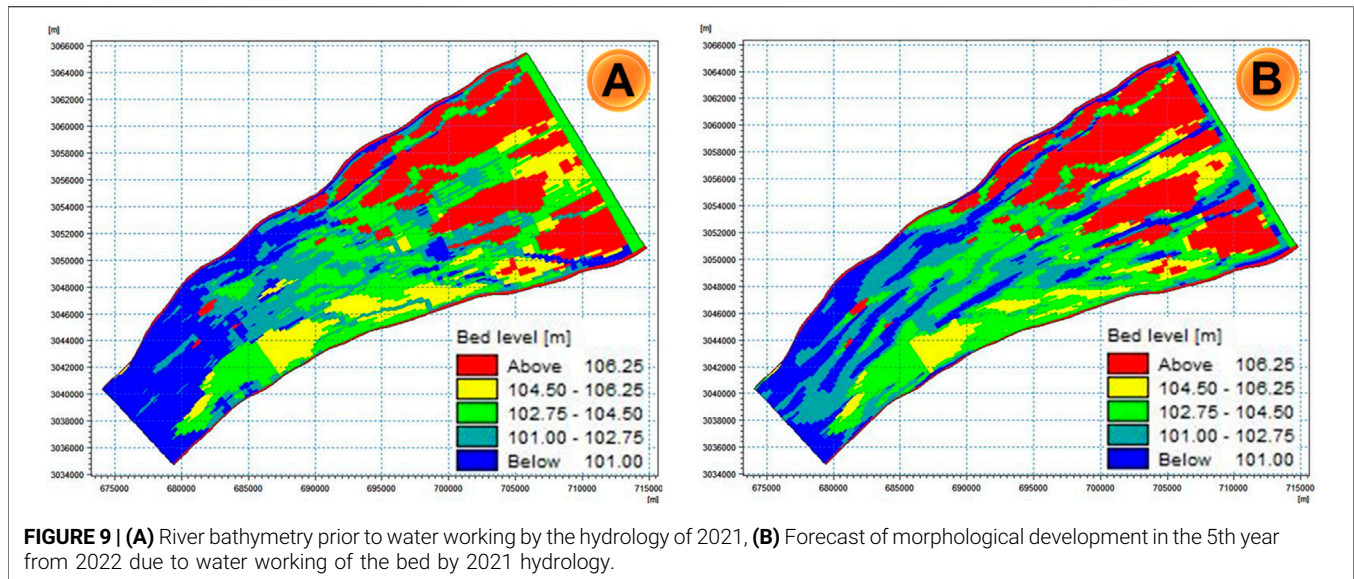 [m]
3066000
3064000
3062000
3060000
3058000
3056000
3054000
3052000
3050000
3048000
3046000
3044000
3042000
3040000
3038000
3036000
3034000
675000 680000 685000 690000 695000 700000 705000 710000 715000
[m]
A
Bed level [m]
Above 106.25
104.50 - 106.25
102.75 - 104.50
101.00 - 102.75
Below 101.00
[m]
3066000
3064000
3062000
3060000
3058000
3056000
3054000
3052000
3050000
3048000
3046000
3044000
3042000
3040000
3038000
3036000
3034000
675000 680000 685000 690000 695000 700000 705000 710000 715000
[m]
B
Bed level [m]
Above 106.25
104.50 - 106.25
102.75 - 104.50
101.00 - 102.75
Below 101.00
FIGURE 9 | (A) River bathymetry prior to water working by the hydrology of 2021, (B) Forecast of morphological development in the 5th year
from 2022 due to water working of the bed by 2021 hydrology.